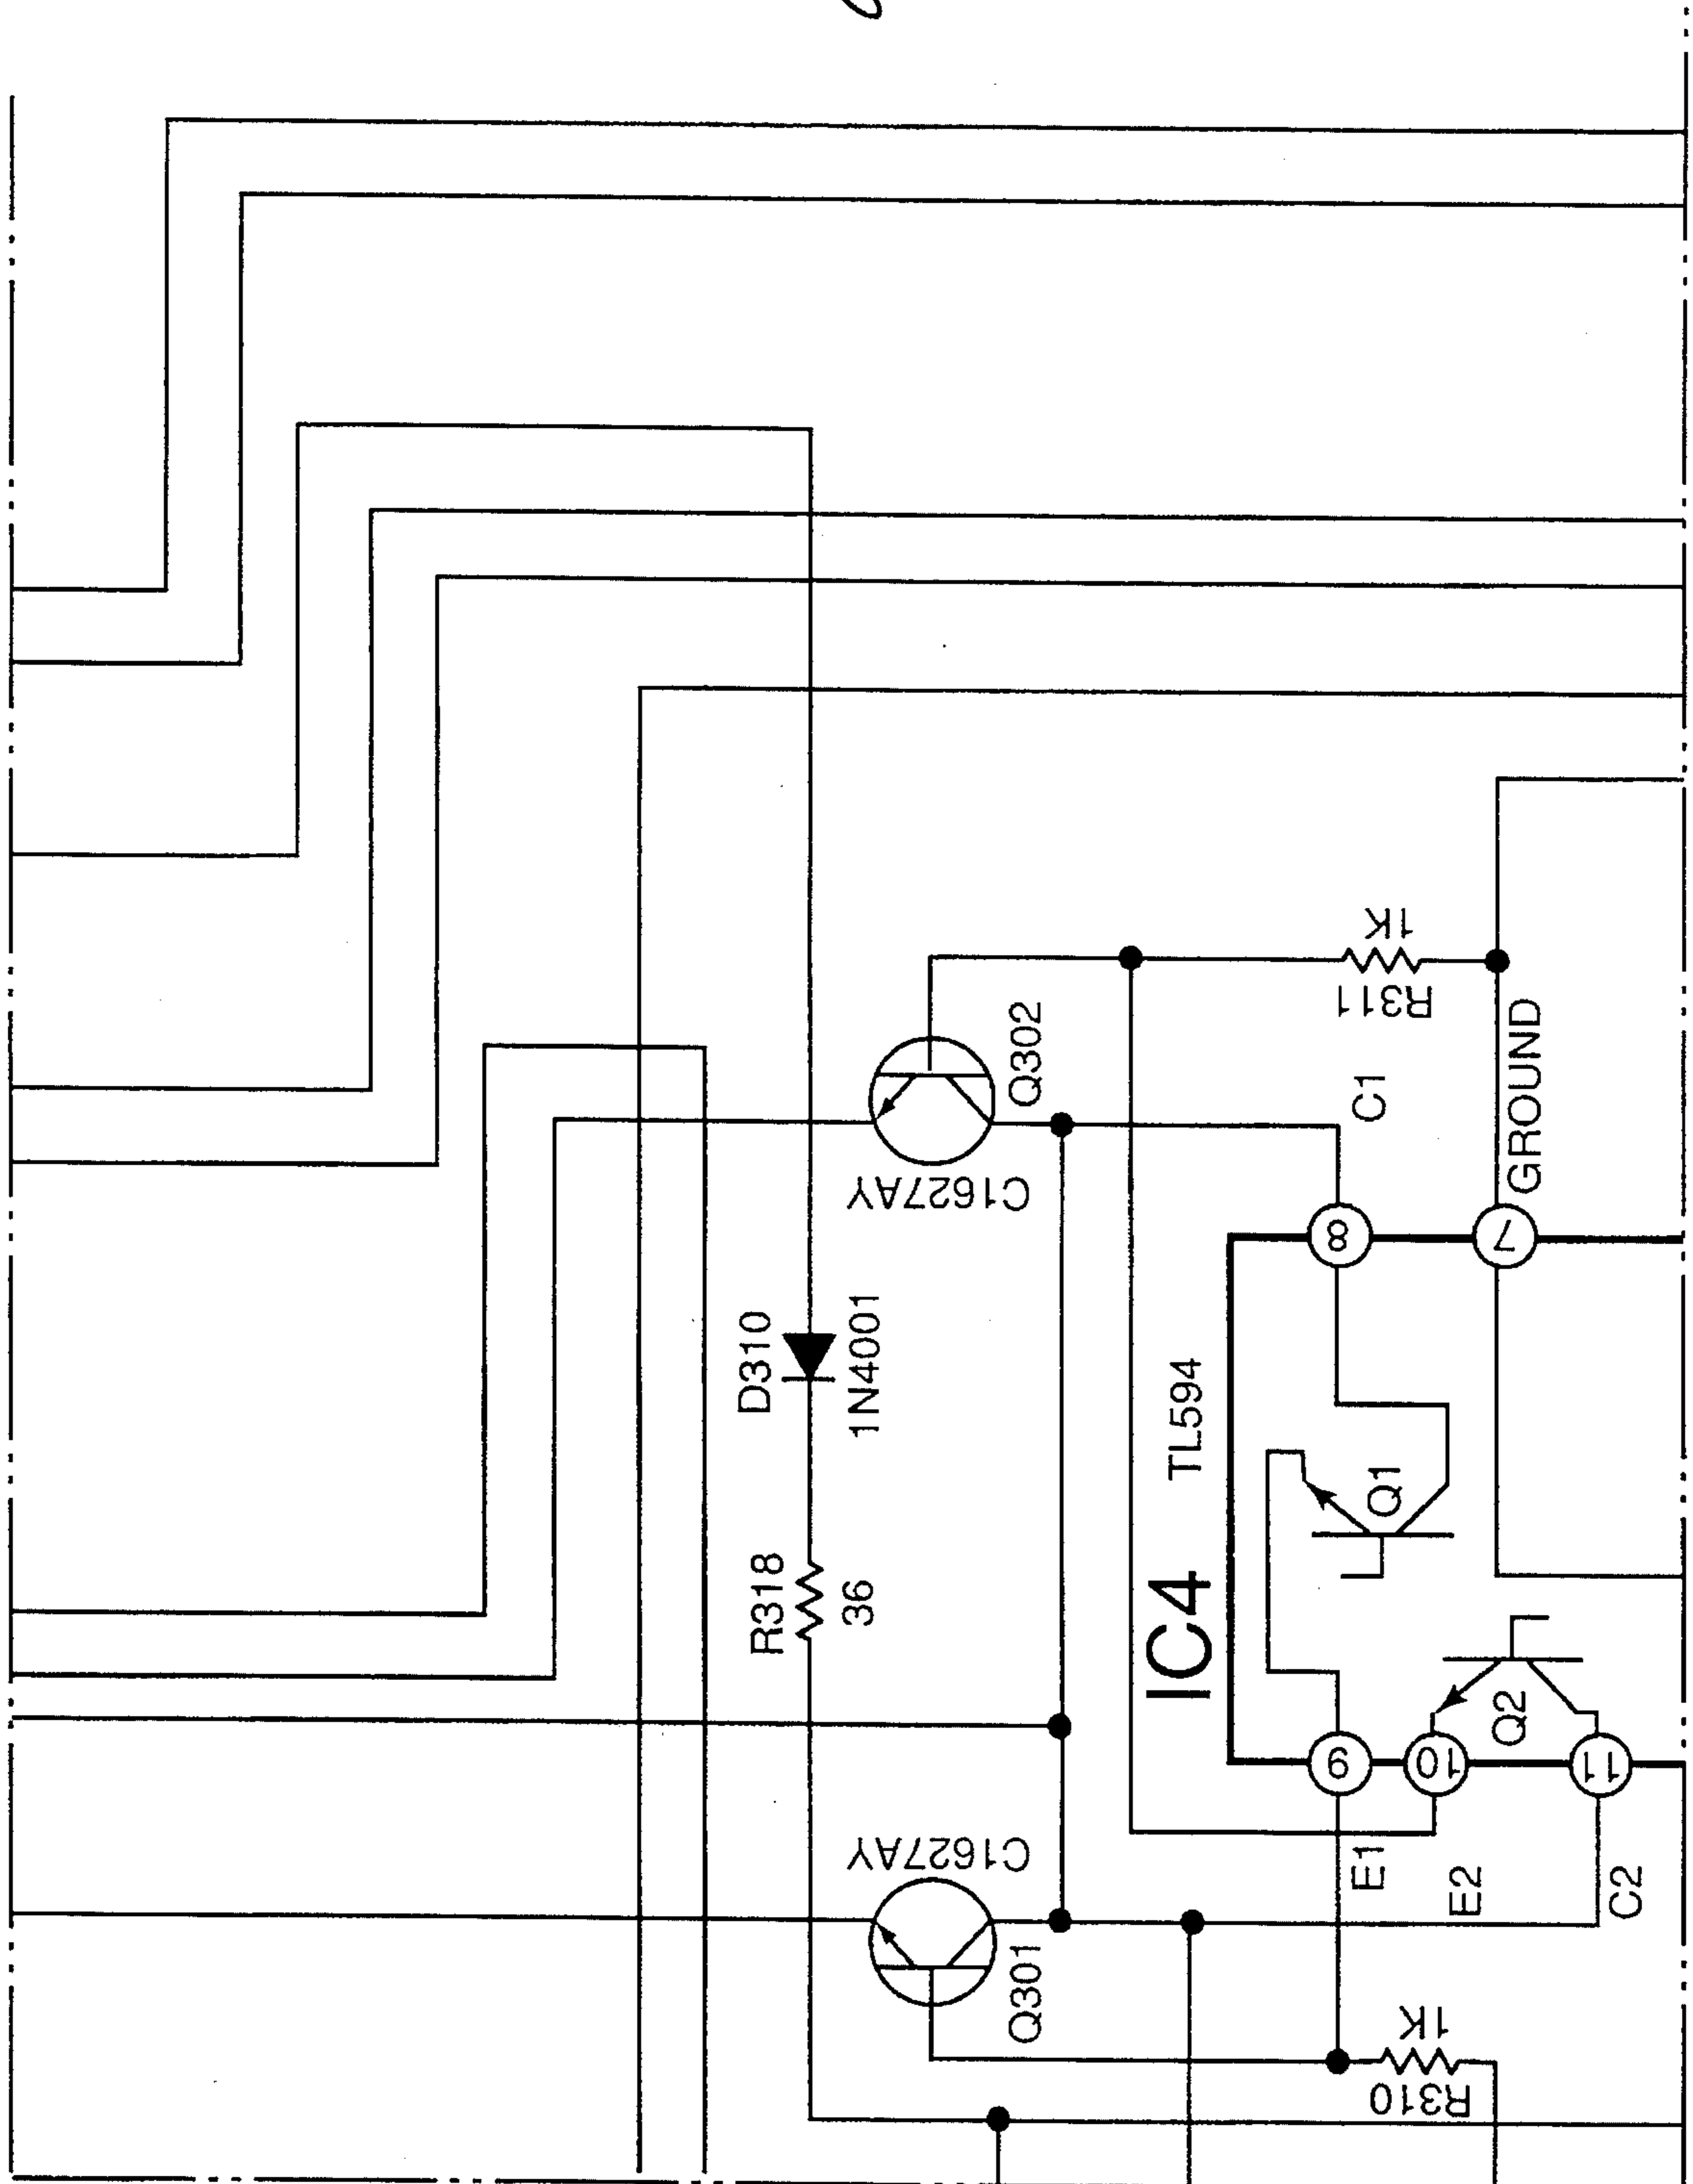 D310
1N4001
R318
36
Q302
C1627AY
R311
1K
C1
GROUND
8
7
TL594
IC4
Q1
Q2
9
10
11
C1627AY
Q301
E1
E2
C2
R310
1K